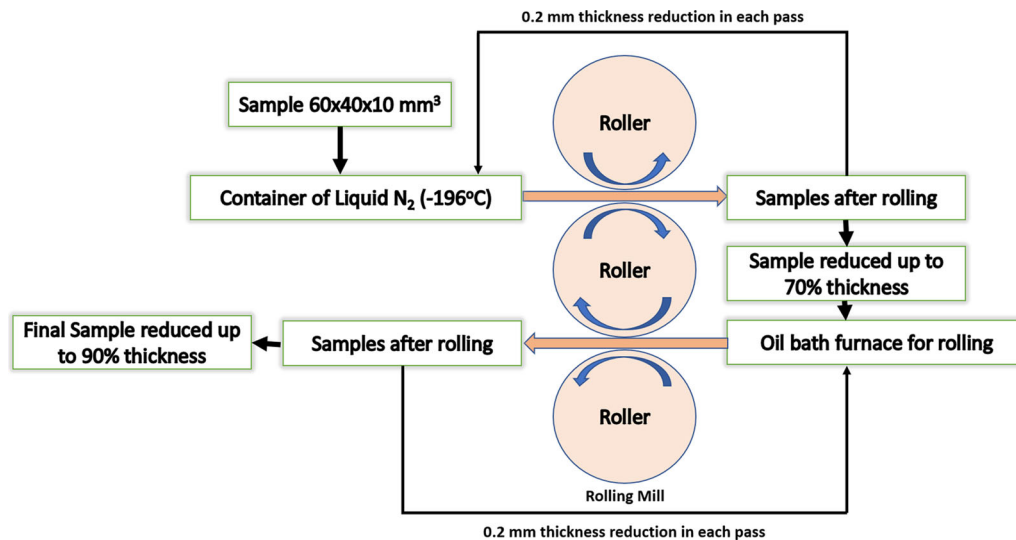 0.2 mm thickness reduction in each pass
Sample 60x40x10 mm³
Roller
Container of Liquid N₂ (-196ᵒC)
Samples after rolling
Roller
Sample reduced up to
70% thickness
Final Sample reduced up
to 90% thickness
Samples after rolling
Oil bath furnace for rolling
Roller
Rolling Mill
0.2 mm thickness reduction in each pass